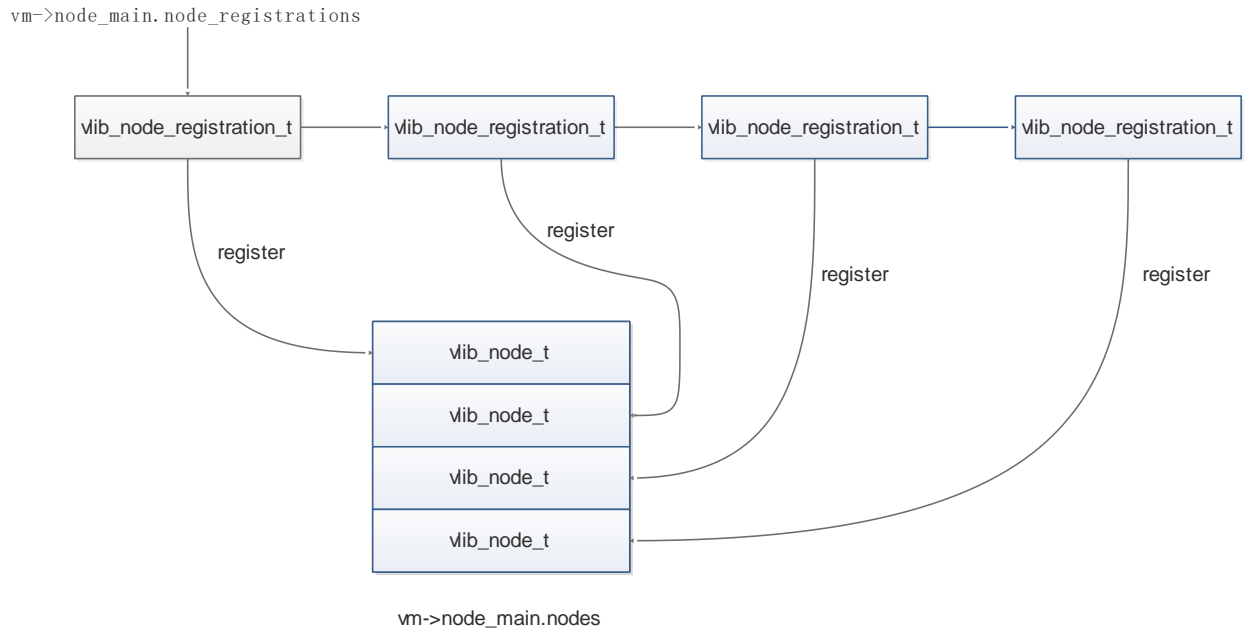 vm->node_main.node_registrations
vlib_node_registration_t
vlib_node_registration_t
vlib_node_registration_t
vlib_node_registration_t
register
register
register
register
vlib_node_t
vlib_node_t
vlib_node_t
vlib_node_t
vm->node_main.nodes